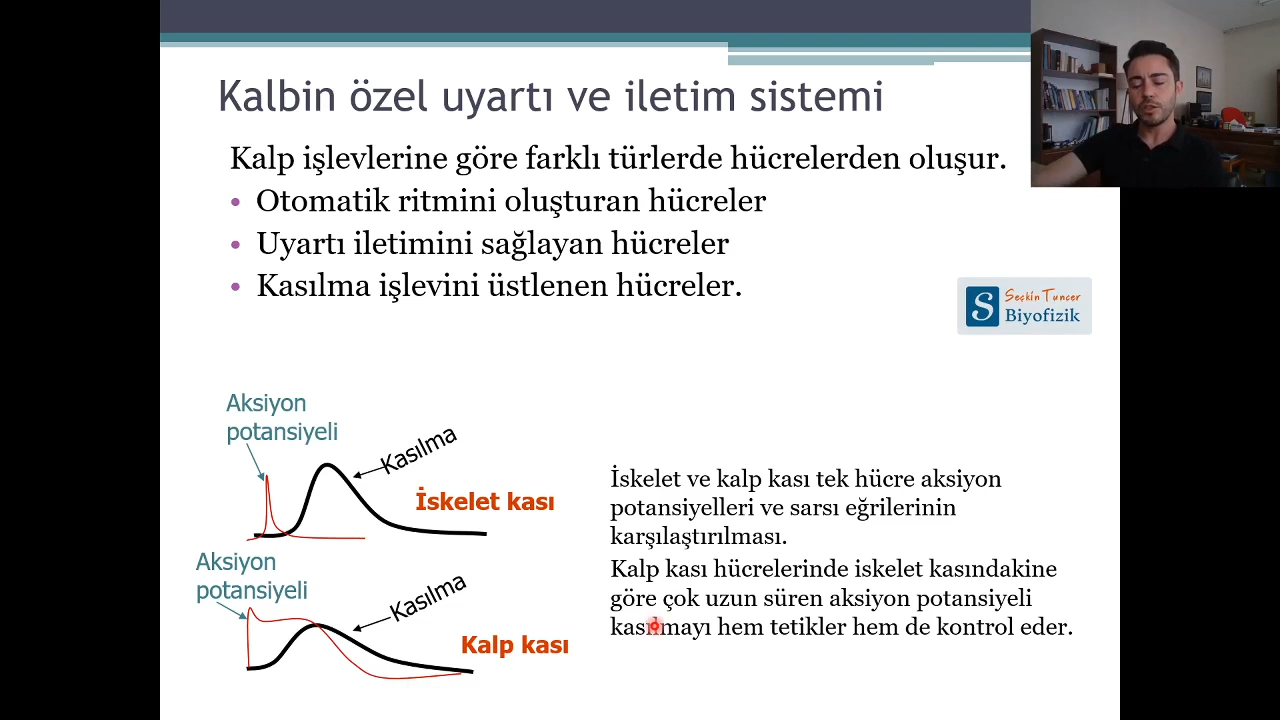 Kalbin özel uyartı ve iletim sistemi
Kalp işlevlerine göre farklı türlerde hücrelerden oluşur.
• Otomatik ritmini oluşturan hücreler
• Uyartı iletimini sağlayan hücreler
• Kasılma işlevini üstlenen hücreler.
S
Seçkin Tuncer
Biyofizik
Aksiyon
potansiyeli
Kasılma
İskelet kası
Aksiyon
potansiyeli
Kasılma
Kalp kası
İskelet ve kalp kası tek hücre aksiyon
potansiyelleri ve sarsı eğrilerinin
karşılaştırılması.
Kalp kası hücrelerinde iskelet kasındakine
göre çok uzun süren aksiyon potansiyeli
kasılmayı hem tetikler hem de kontrol eder.